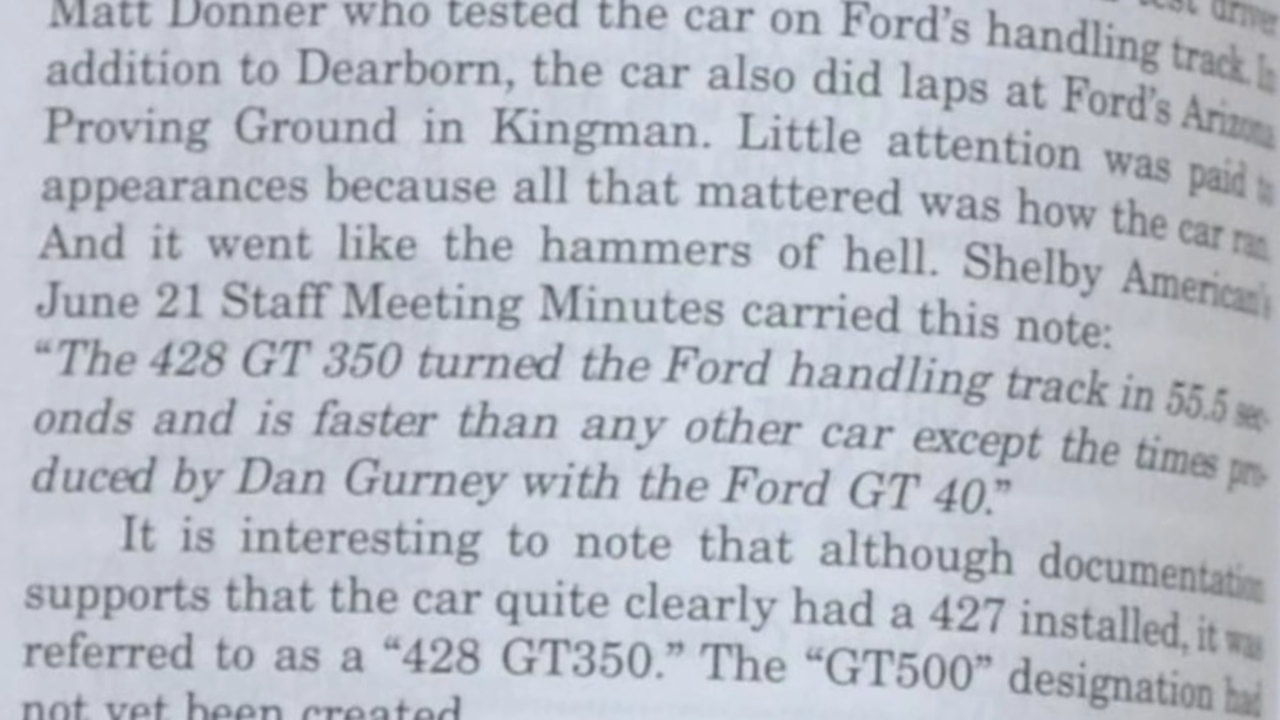 test driver
Matt Donner who tested the car on Ford's handling track. In
addition to Dearborn, the car also did laps at Ford's Arizona
Proving Ground in Kingman. Little attention was paid to
appearances because all that mattered was how the car ran.
And it went like the hammers of hell. Shelby American's
June 21 Staff Meeting Minutes carried this note:
“The 428 GT 350 turned the Ford handling track in 55.5 sec-
onds and is faster than any other car except the times pro-
duced by Dan Gurney with the Ford GT 40.”
It is interesting to note that although documentation
supports that the car quite clearly had a 427 installed, it was
referred to as a “428 GT350.” The “GT500” designation had
not yet been created